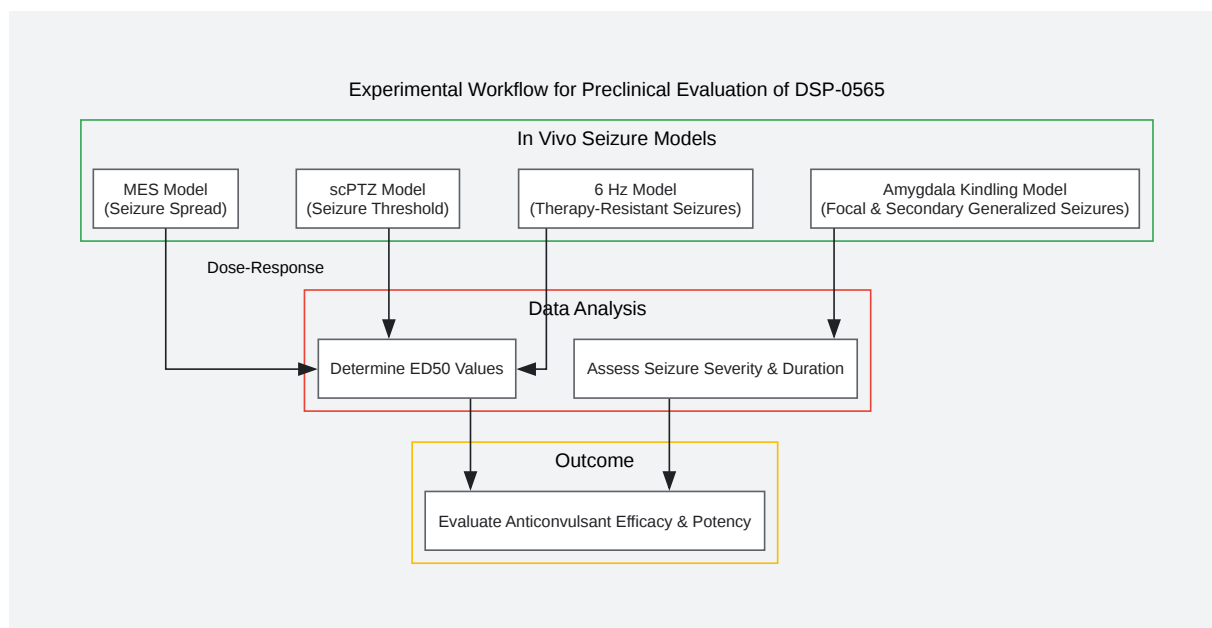 Experimental Workflow for Preclinical Evaluation of DSP-0565
In Vivo Seizure Models
MES Model
(Seizure Spread)
scPTZ Model
(Seizure Threshold)
6 Hz Model
(Therapy-Resistant Seizures)
Amygdala Kindling Model
(Focal & Secondary Generalized Seizures)
Dose-Response
Data Analysis
Determine ED50 Values
Assess Seizure Severity & Duration
Outcome
Evaluate Anticonvulsant Efficacy & Potency